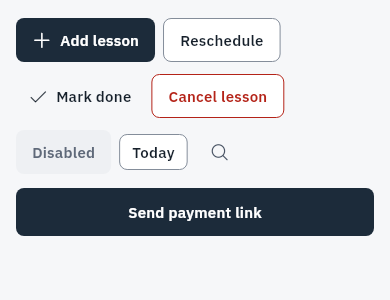 Add lesson
Reschedule
Mark done
Cancel lesson
Disabled
Today
Send payment link